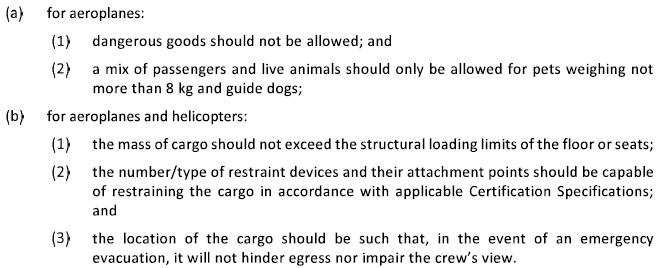 (a) for aeroplanes:
(1) dangerous goods should not be allowed; and
(2) a mix of passengers and live animals should only be allowed for pets weighing not
more than 8 kg and guide dogs;
(b) for aeroplanes and helicopters:
(1) the mass of cargo should not exceed the structural loading limits of the floor or seats;
(2) the number/type of restraint devices and their attachment points should be capable
of restraining the cargo in accordance with applicable Certification Specifications;
and
(3) the location of the cargo should be such that, in the event of an emergency
evacuation, it will not hinder egress nor impair the crew's view.